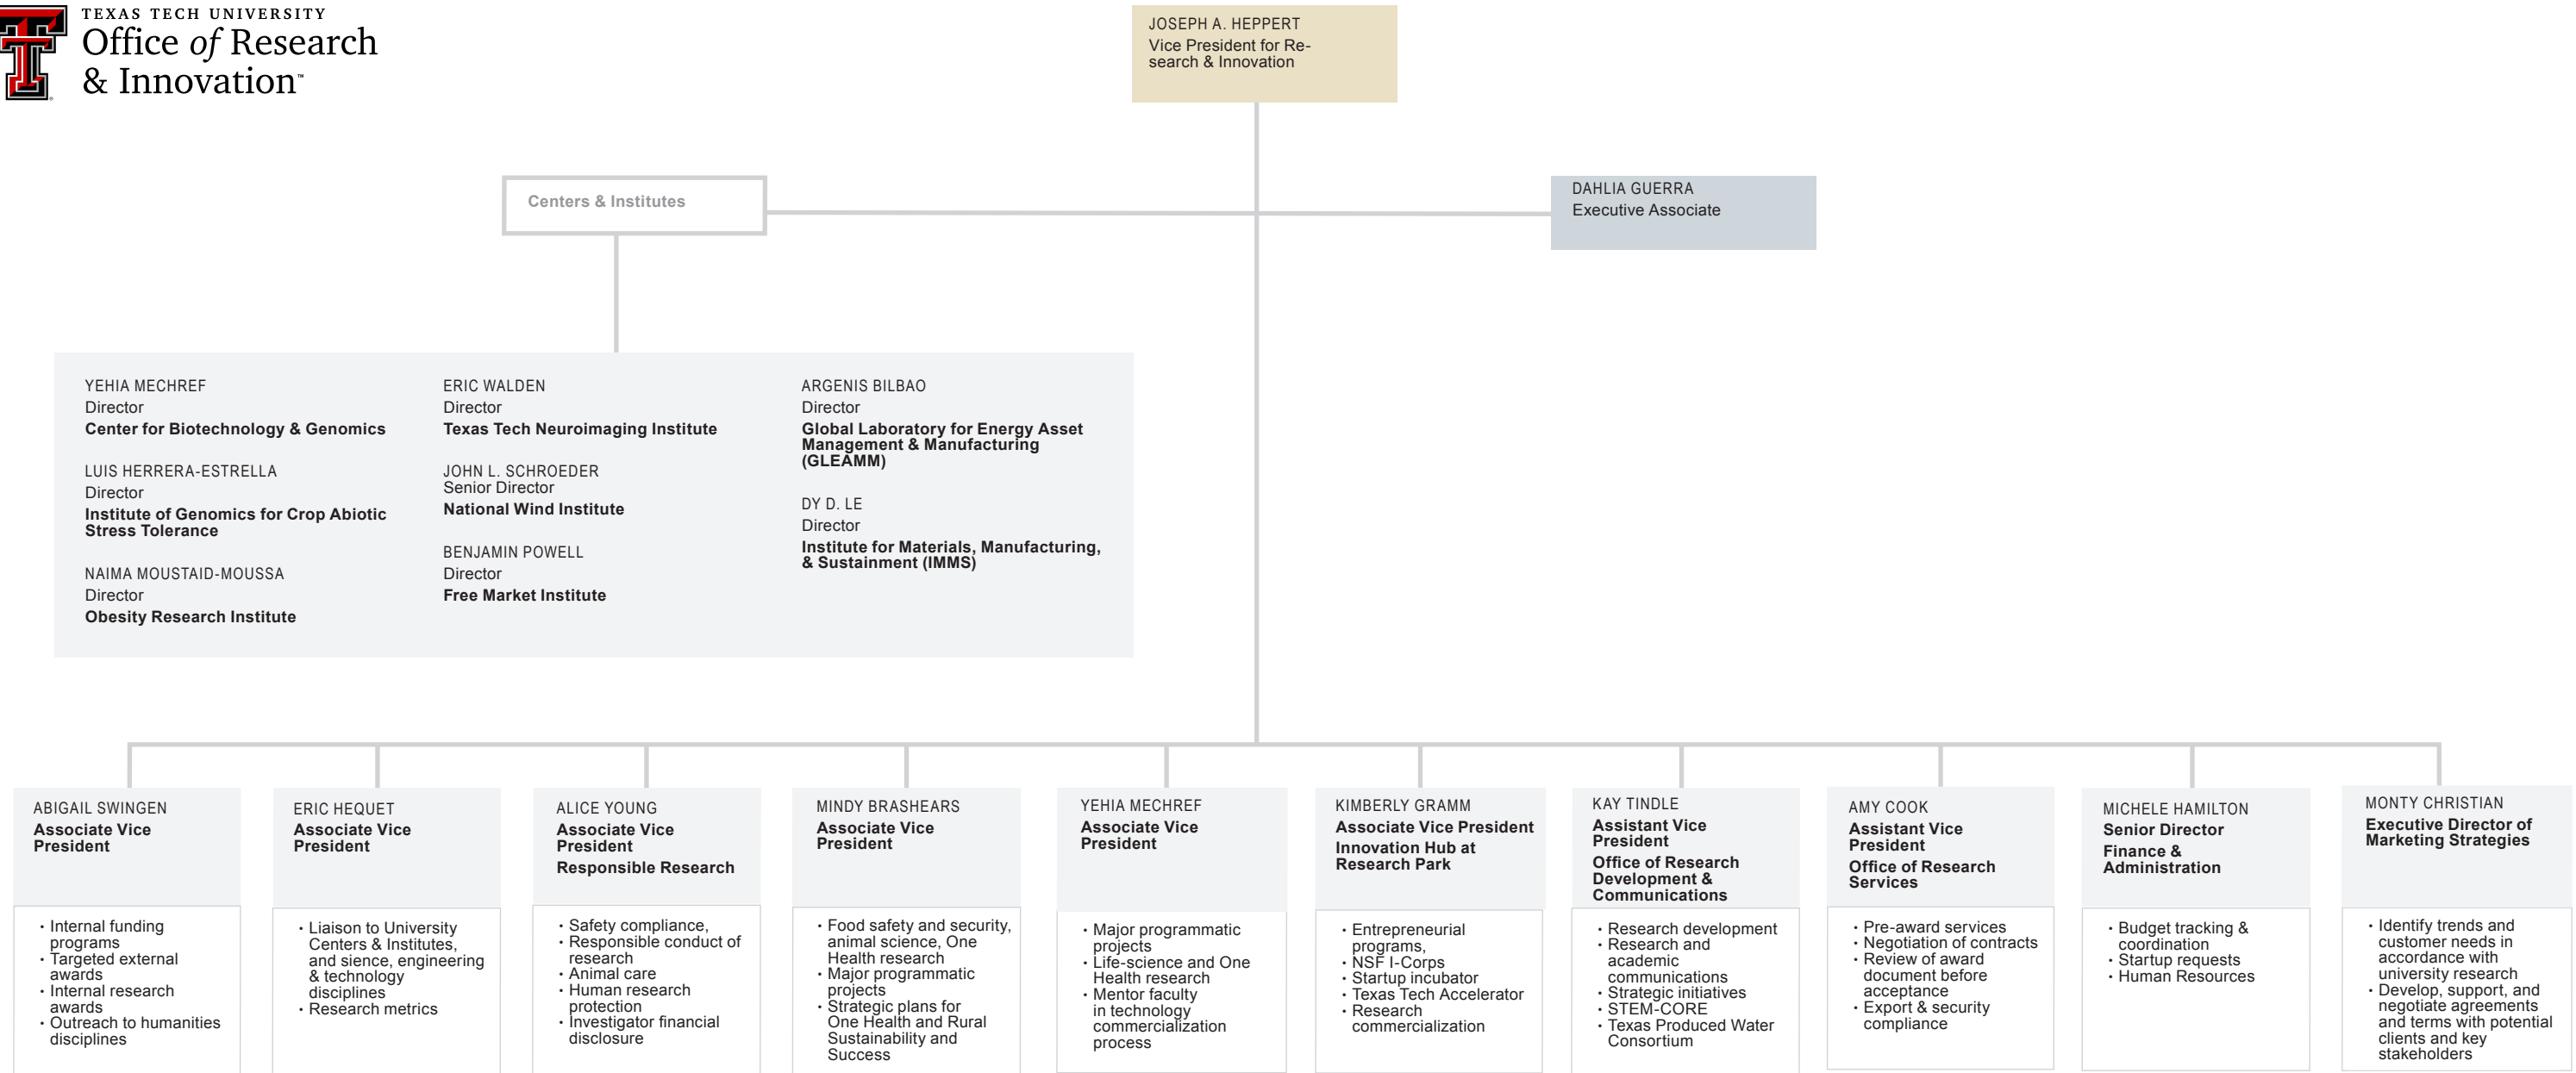 TEXAS TECH UNIVERSITY
Office of Research
& Innovation™
JOSEPH A. HEPPERT
Vice President for Re-
search & Innovation
Centers & Institutes
DAHLIA GUERRA
Executive Associate
YEHIA MECHREF
Director
Center for Biotechnology & Genomics
LUIS HERRERA-ESTRELLA
Director
Institute of Genomics for Crop Abiotic
Stress Tolerance
NAIMA MOUSTAID-MOUSSA
Director
Obesity Research Institute
ERIC WALDEN
Director
Texas Tech Neuroimaging Institute
JOHN L. SCHROEDER
Senior Director
National Wind Institute
BENJAMIN POWELL
Director
Free Market Institute
ARGENIS BILBAO
Director
Global Laboratory for Energy Asset
Management & Manufacturing
(GLEAMM)
DY D. LE
Director
Institute for Materials, Manufacturing,
& Sustainment (IMMS)
ABIGAIL SWINGEN
Associate Vice
President
• Internal funding
programs
• Targeted external
awards
• Internal research
awards
• Outreach to humanities
disciplines
ERIC HEQUET
Associate Vice
President
• Liaison to University
Centers & Institutes,
and sience, engineering
& technology
disciplines
• Research metrics
ALICE YOUNG
Associate Vice
President
Responsible Research
• Safety compliance,
• Responsible conduct of
research
• Animal care
• Human research
protection
• Investigator financial
disclosure
MINDY BRASHEARS
Associate Vice
President
• Food safety and security,
animal science, One
Health research
• Major programmatic
projects
• Strategic plans for
One Health and Rural
Sustainability and
Success
YEHIA MECHREF
Associate Vice
President
• Major programmatic
projects
• Life-science and One
Health research
• Mentor faculty
in technology
commercialization
process
KIMBERLY GRAMM
Associate Vice President
Innovation Hub at
Research Park
• Entrepreneurial
programs,
• NSF I-Corps
• Startup incubator
• Texas Tech Accelerator
• Research
commercialization
KAY TINDLE
Assistant Vice
President
Office of Research
Development &
Communications
• Research development
• Research and
academic
communications
• Strategic initiatives
• STEM-CORE
• Texas Produced Water
Consortium
AMY COOK
Assistant Vice
President
Office of Research
Services
• Pre-award services
• Negotiation of contracts
• Review of award
document before
acceptance
• Export & security
compliance
MICHELE HAMILTON
Senior Director
Finance &
Administration
• Budget tracking &
coordination
• Startup requests
• Human Resources
MONTY CHRISTIAN
Executive Director of
Marketing Strategies
• Identify trends and
customer needs in
accordance with
university research
• Develop, support, and
negotiate agreements
and terms with potential
clients and key
stakeholders